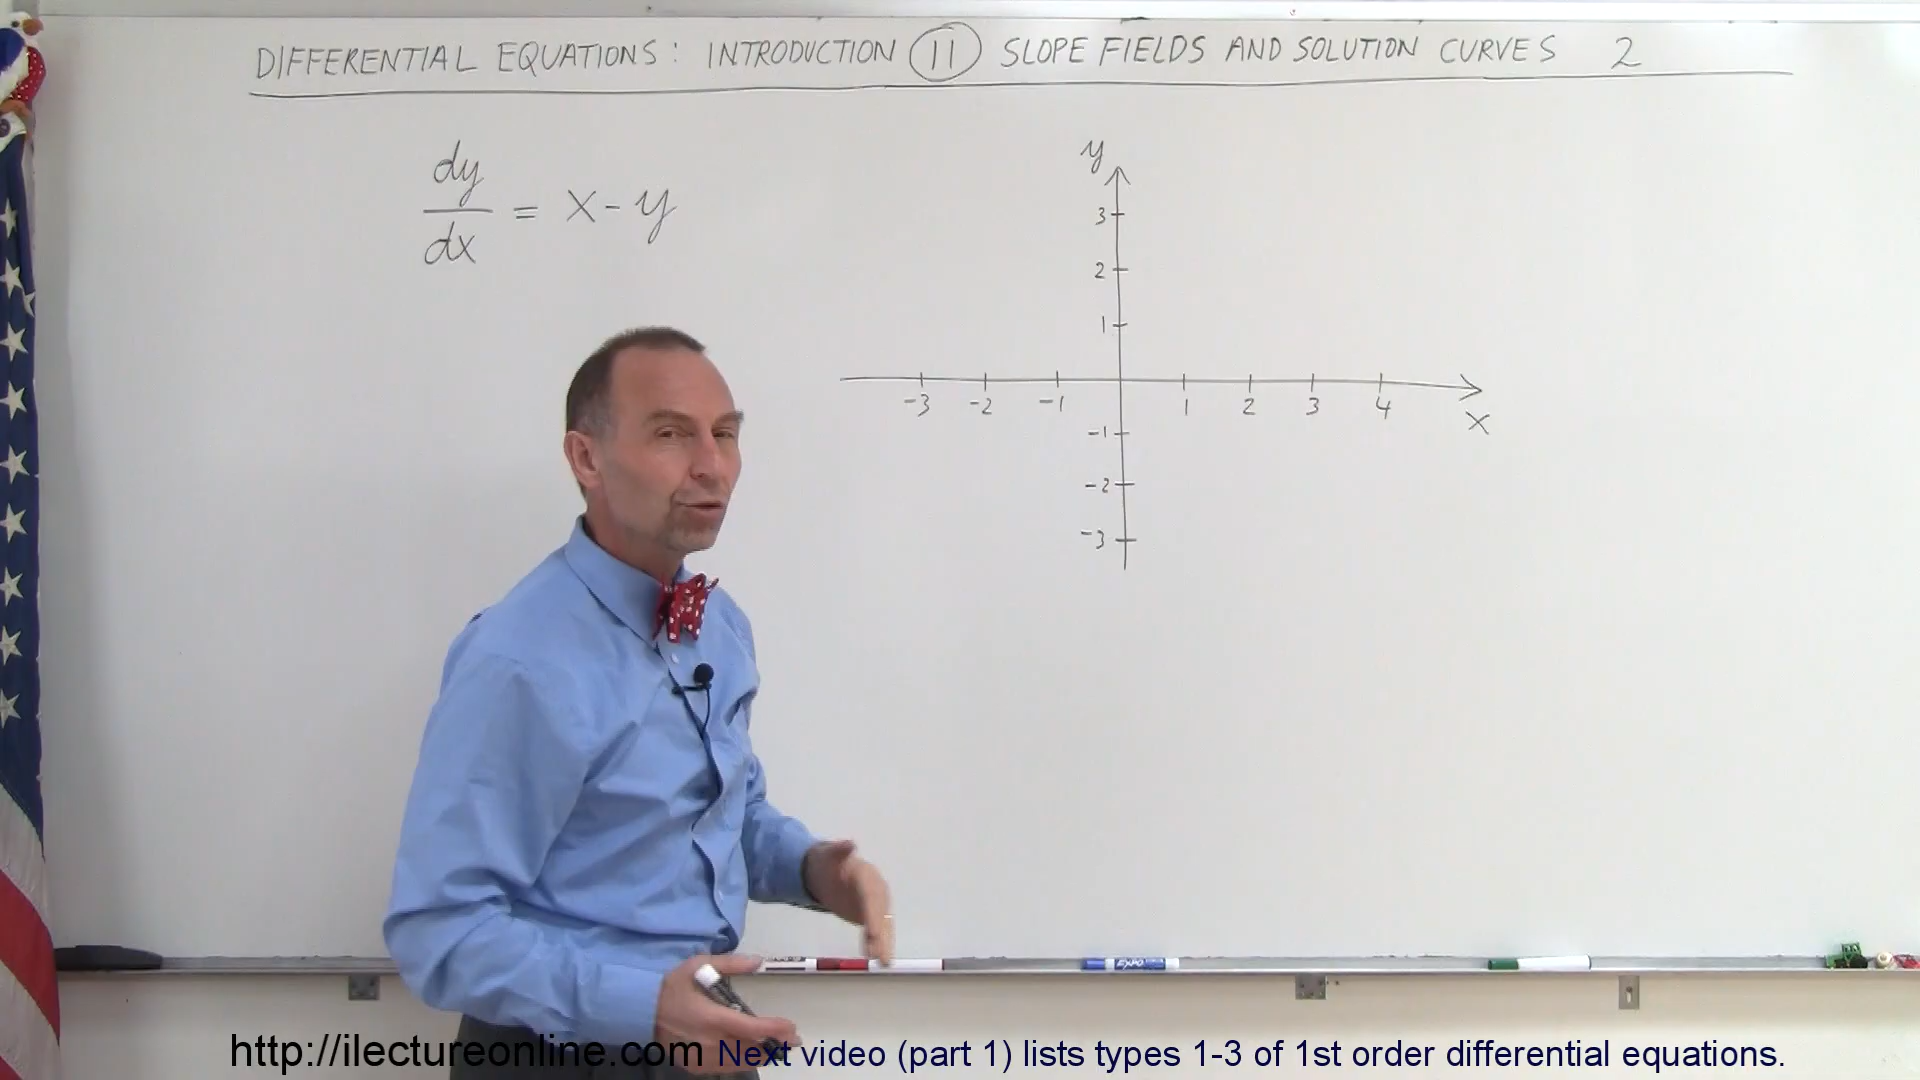 DIFFERENTIAL EQUATIONS: INTRODUCTION 11 SLOPE FIELDS AND SOLUTION CURVES 2
dy
dx
= x-y
y
3
2
1
-3 -2 -1 1 2 3 4
x
-1
-2
-3
EXPO
http://ilectureonline.com Next video (part 1) lists types 1-3 of 1st order differential equations.